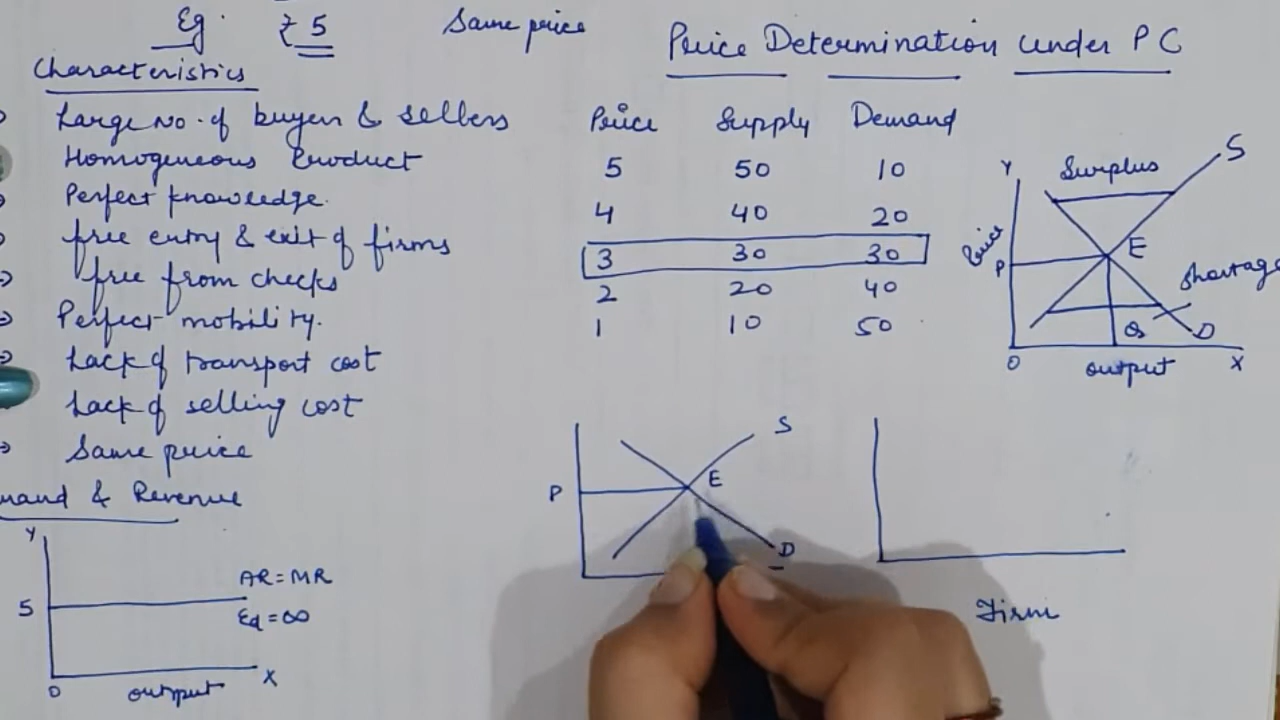 Eg ₹ 5 Same price
Characteristics
Large No. of buyers & sellers
Homogeneous Product
Perfect knowledge.
free entry & exit of firms
free from checks
Perfect mobility.
Lack of transport cost
Lack of selling cost
Same price
mand & Revenue
Y
5
AR = MR
Ed = ∞
O output X
Price Determination under PC
Price Supply Demand
5 50 10
4 40 20
3 30 30
2 20 40
1 10 50
Y Surplus S
Price
P E
Shortage
Q D
O output X
S
P E
D
Firm